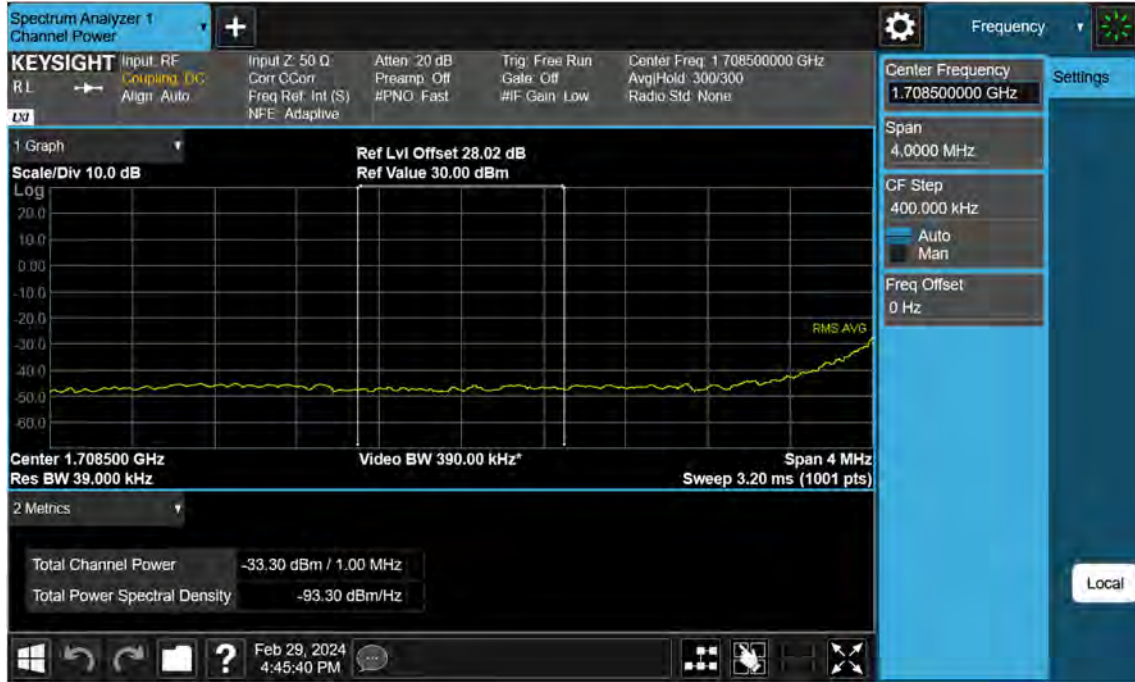 Spectrum Analyzer 1
Channel Power
+
Frequency
KEYSIGHT
RL
LXI
Input: RF
Coupling: DC
Align: Auto
Input Z: 50 Ω
Corr CCorr
Freq Ref: Int (S)
NFE: Adaptive
Atten: 20 dB
Preamp: Off
#PNO: Fast
Trig: Free Run
Gate: Off
#IF Gain: Low
Center Freq: 1.708500000 GHz
Avg|Hold: 300/300
Radio Std: None
Center Frequency
1.708500000 GHz
Settings
Span
4.0000 MHz
CF Step
400.000 kHz
Auto
Man
Freq Offset
0 Hz
Local
1 Graph
Scale/Div 10.0 dB
Ref Lvl Offset 28.02 dB
Ref Value 30.00 dBm
Log
20.0
10.0
0.00
-10.0
-20.0
-30.0
-40.0
-50.0
-60.0
RMS AVG
Center 1.708500 GHz
Video BW 390.00 kHz*
Span 4 MHz
Res BW 39.000 kHz
Sweep 3.20 ms (1001 pts)
2 Metrics
Total Channel Power -33.30 dBm / 1.00 MHz
Total Power Spectral Density -93.30 dBm/Hz
?
Feb 29, 2024
4:45:40 PM